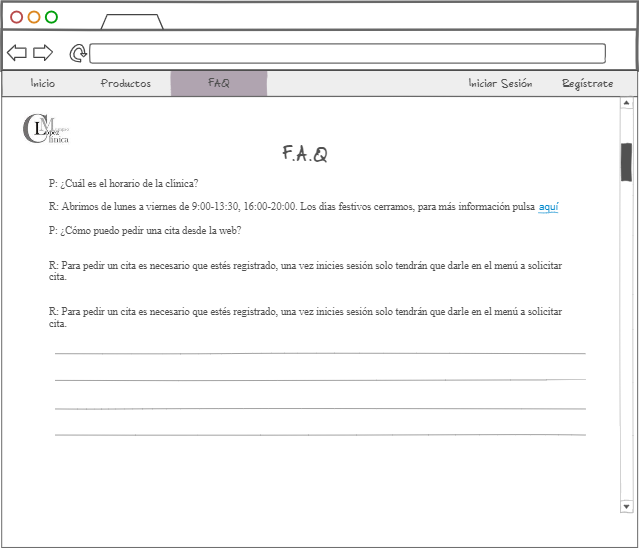 Inicio Productos FAQ Iniciar Sesión Regístrate
López
Clínica
F.A.Q
P: ¿Cuál es el horario de la clínica?
R: Abrimos de lunes a viernes de 9:00-13:30, 16:00-20:00. Los días festivos cerramos, para más información pulsa aquí
P: ¿Cómo puedo pedir una cita desde la web?
R: Para pedir un cita es necesario que estés registrado, una vez inicies sesión solo tendrán que darle en el menú a solicitar
cita.
R: Para pedir un cita es necesario que estés registrado, una vez inicies sesión solo tendrán que darle en el menú a solicitar
cita.